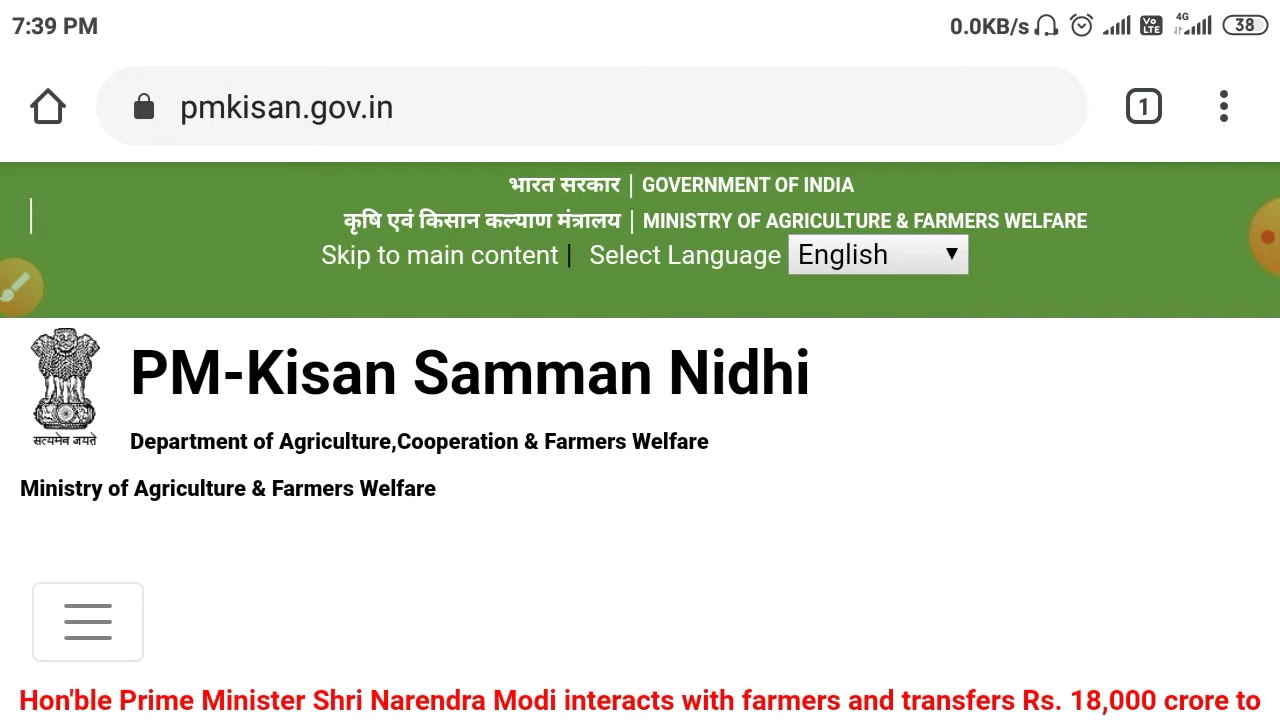 7:39 PM 0.0KB/s Vo LTE 4G 38
pmkisan.gov.in 1
भारत सरकार | GOVERNMENT OF INDIA
कृषि एवं किसान कल्याण मंत्रालय | MINISTRY OF AGRICULTURE & FARMERS WELFARE
Skip to main content | Select Language English
PM-Kisan Samman Nidhi
सत्यमेव जयते
Department of Agriculture,Cooperation & Farmers Welfare
Ministry of Agriculture & Farmers Welfare
Hon'ble Prime Minister Shri Narendra Modi interacts with farmers and transfers Rs. 18,000 crore to